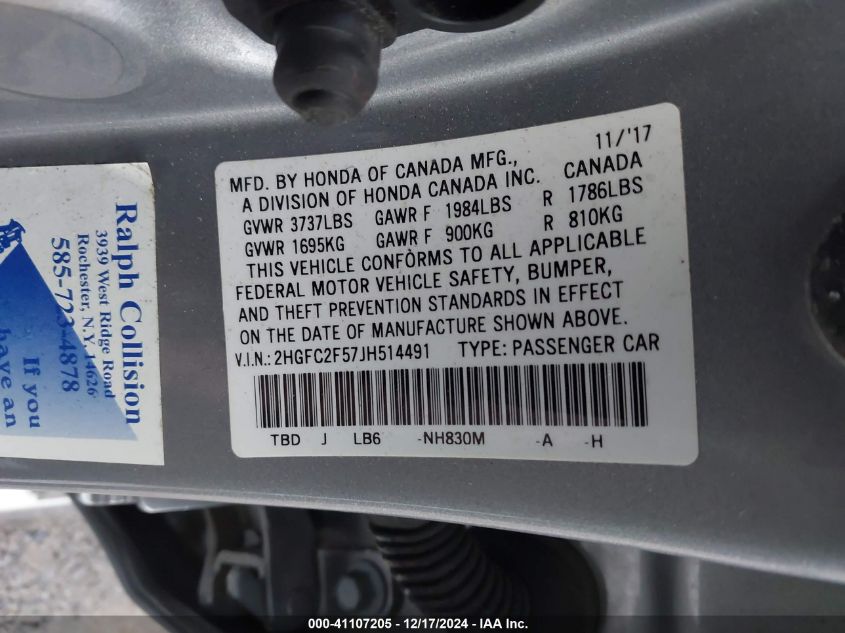 MFD. BY HONDA OF CANADA MFG., 11/'17
A DIVISION OF HONDA CANADA INC. CANADA
GVWR 3737LBS GAWR F 1984LBS R 1786LBS
GVWR 1695KG GAWR F 900KG R 810KG
THIS VEHICLE CONFORMS TO ALL APPLICABLE
FEDERAL MOTOR VEHICLE SAFETY, BUMPER,
AND THEFT PREVENTION STANDARDS IN EFFECT
ON THE DATE OF MANUFACTURE SHOWN ABOVE.
V.I.N.: 2HGFC2F57JH514491 TYPE: PASSENGER CAR
TBD J LB6 -NH830M -A -H
Ralph Collision
3939 West Ridge Road
Rochester, N.Y. 14626
585-723-4878
If you
have an
000-41107205 - 12/17/2024 - IAA Inc.